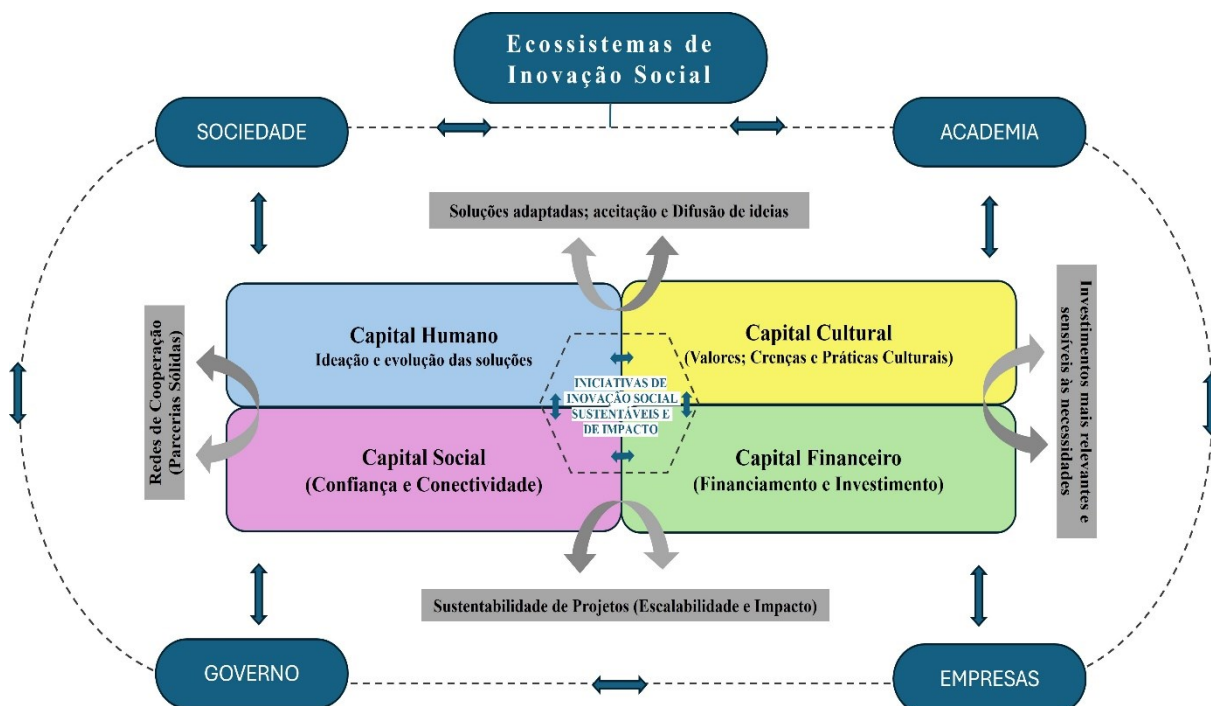 Ecossistemas de
Inovação Social
SOCIEDADE
ACADEMIA
Soluções adaptadas; aceitação e Difusão de ideias
Redes de Cooperação
(Parcerias Sólidas)
Capital Humano
Ideação e evolução das soluções
Capital Cultural
(Valores; Crenças e Práticas Culturais)
Investimentos mais relevantes e
sensíveis às necessidades
INICIATIVAS DE
INOVAÇÃO SOCIAL
SUSTENTÁVEIS E
DE IMPACTO
Capital Social
(Confiança e Conectividade)
Capital Financeiro
(Financiamento e Investimento)
Sustentabilidade de Projetos (Escalabilidade e Impacto)
GOVERNO
EMPRESAS